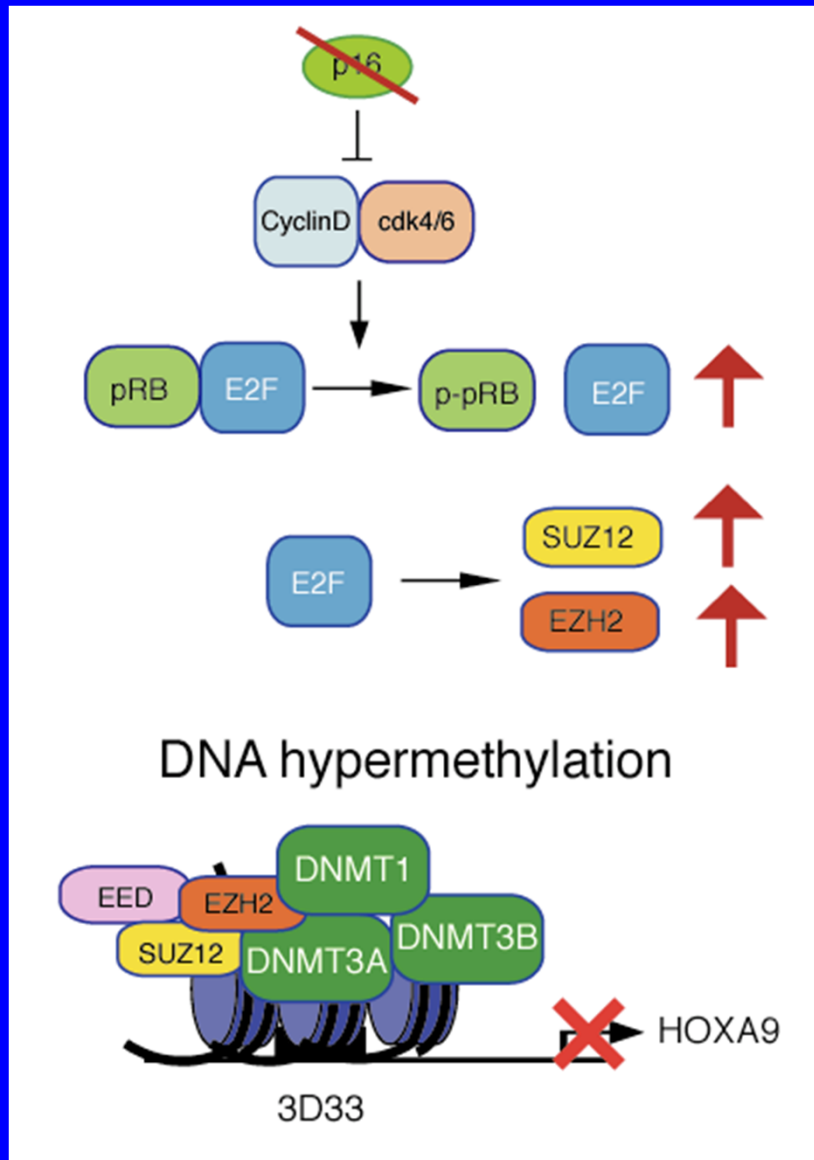 p16
CyclinD cdk4/6
pRB E2F p-pRB E2F
SUZ12
E2F
EZH2
DNA hypermethylation
DNMT1
EED EZH2
DNMT3B
SUZ12 DNMT3A
HOXA9
3D33